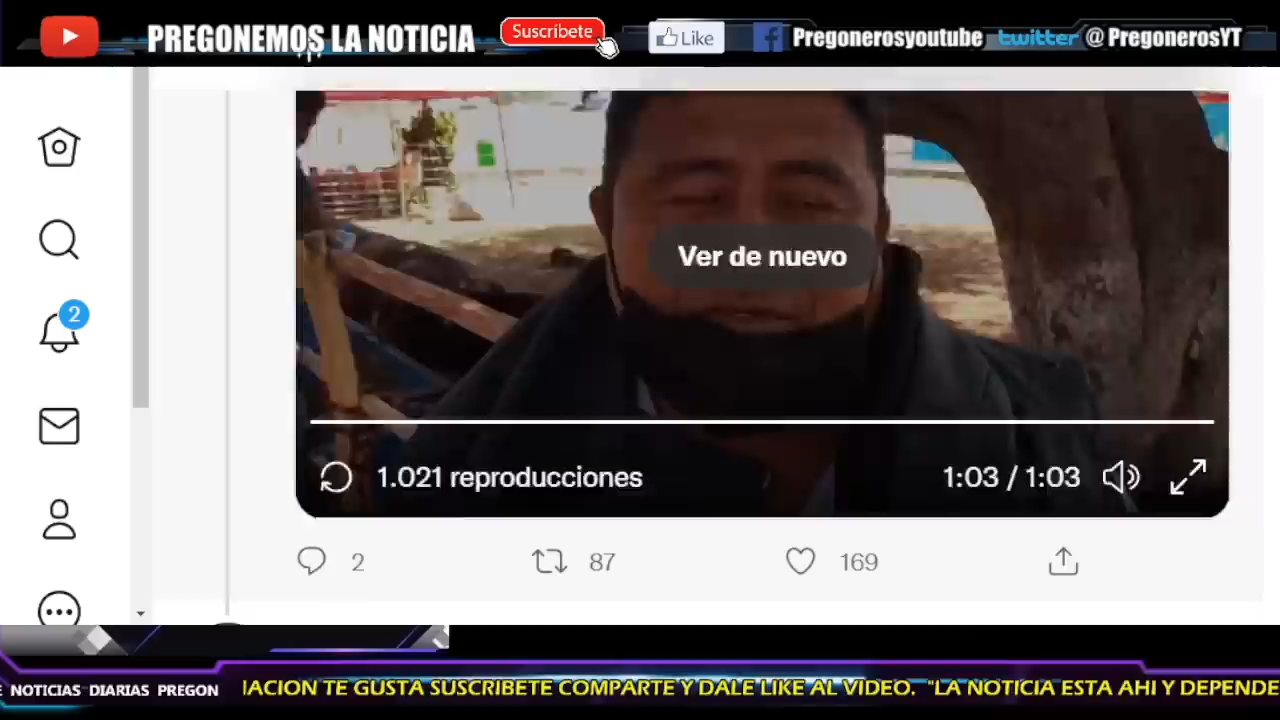 PREGONEMOS LA NOTICIA
Suscríbete
Like
Pregonerosyoutube
twitter @PregonerosYT
2
Ver de nuevo
1.021 reproducciones
1:03 / 1:03
2
87
169
E NOTICIAS DIARIAS PREGON
IACION TE GUSTA SUSCRIBETE COMPARTE Y DALE LIKE AL VIDEO. "LA NOTICIA ESTA AHI Y DEPENDE